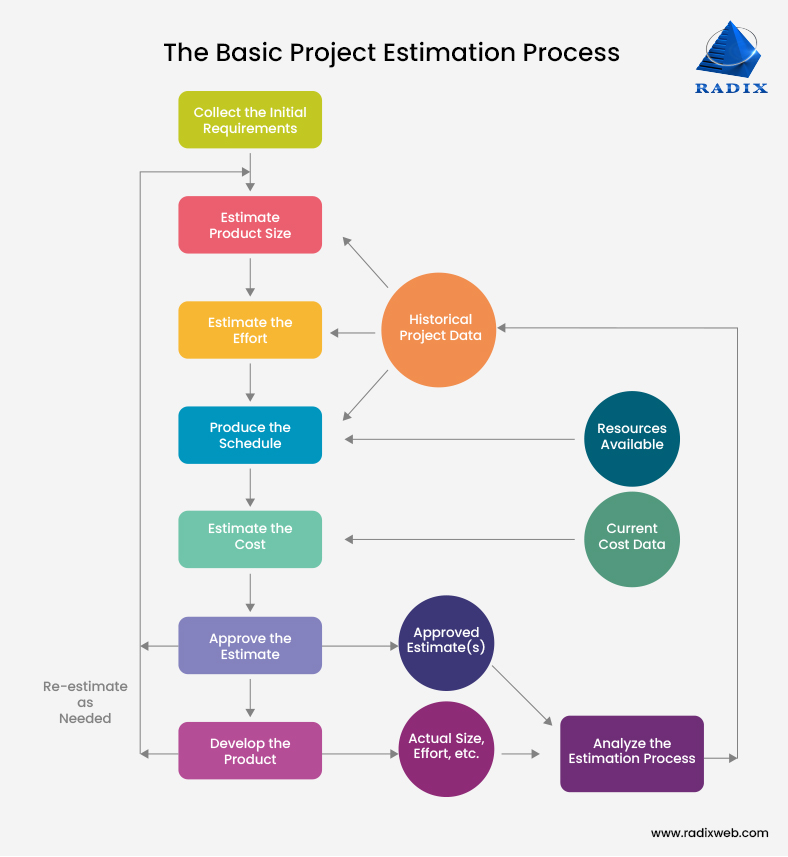 The Basic Project Estimation Process
RADIX
Collect the Initial
Requirements
Estimate
Product Size
Historical
Project Data
Estimate the
Effort
Produce the
Schedule
Resources
Available
Estimate the
Cost
Current
Cost Data
Approve the
Estimate
Approved
Estimate(s)
Re-estimate
as
Needed
Develop the
Product
Actual Size,
Effort, etc.
Analyze the
Estimation Process
www.radixweb.com